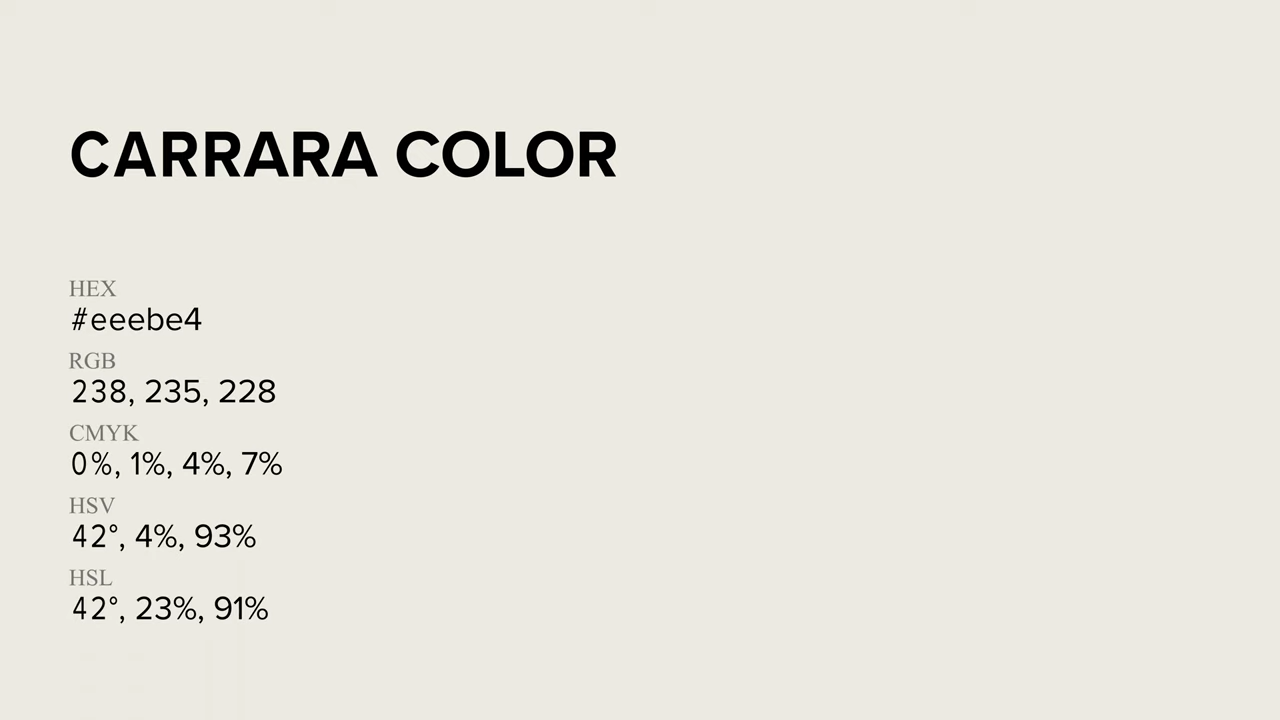 CARRARA COLOR
HEX
#eeebe4
RGB
238, 235, 228
CMYK
0%, 1%, 4%, 7%
HSV
42°, 4%, 93%
HSL
42°, 23%, 91%